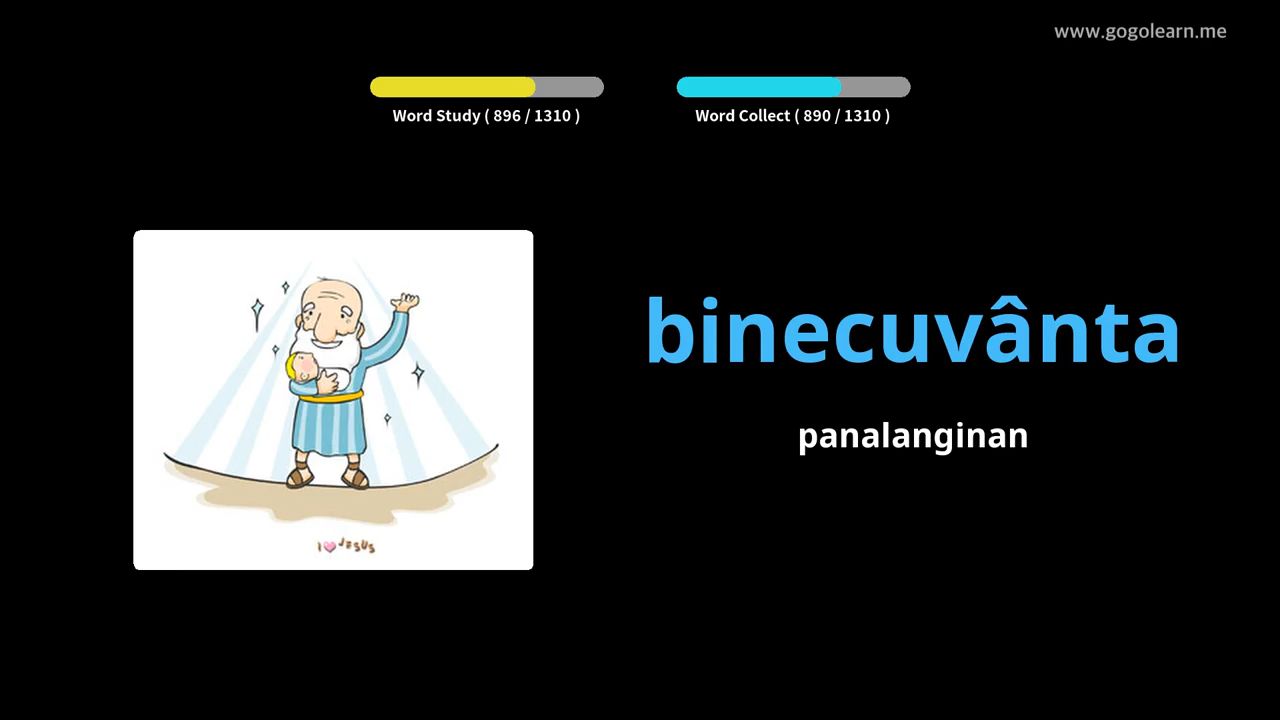 www.gogolearn.me
Word Study ( 896 / 1310 )
Word Collect ( 890 / 1310 )
binecuvânta
panalanginan
I ❤ JESUS